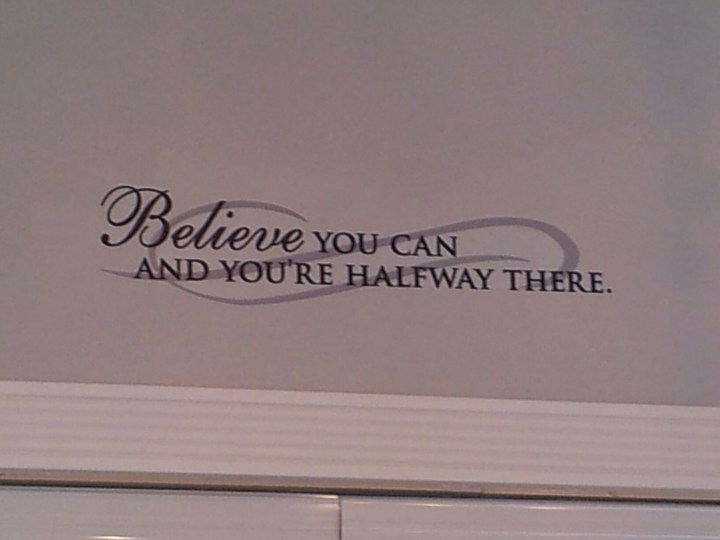 Believe YOU CAN
AND YOU'RE HALFWAY THERE.